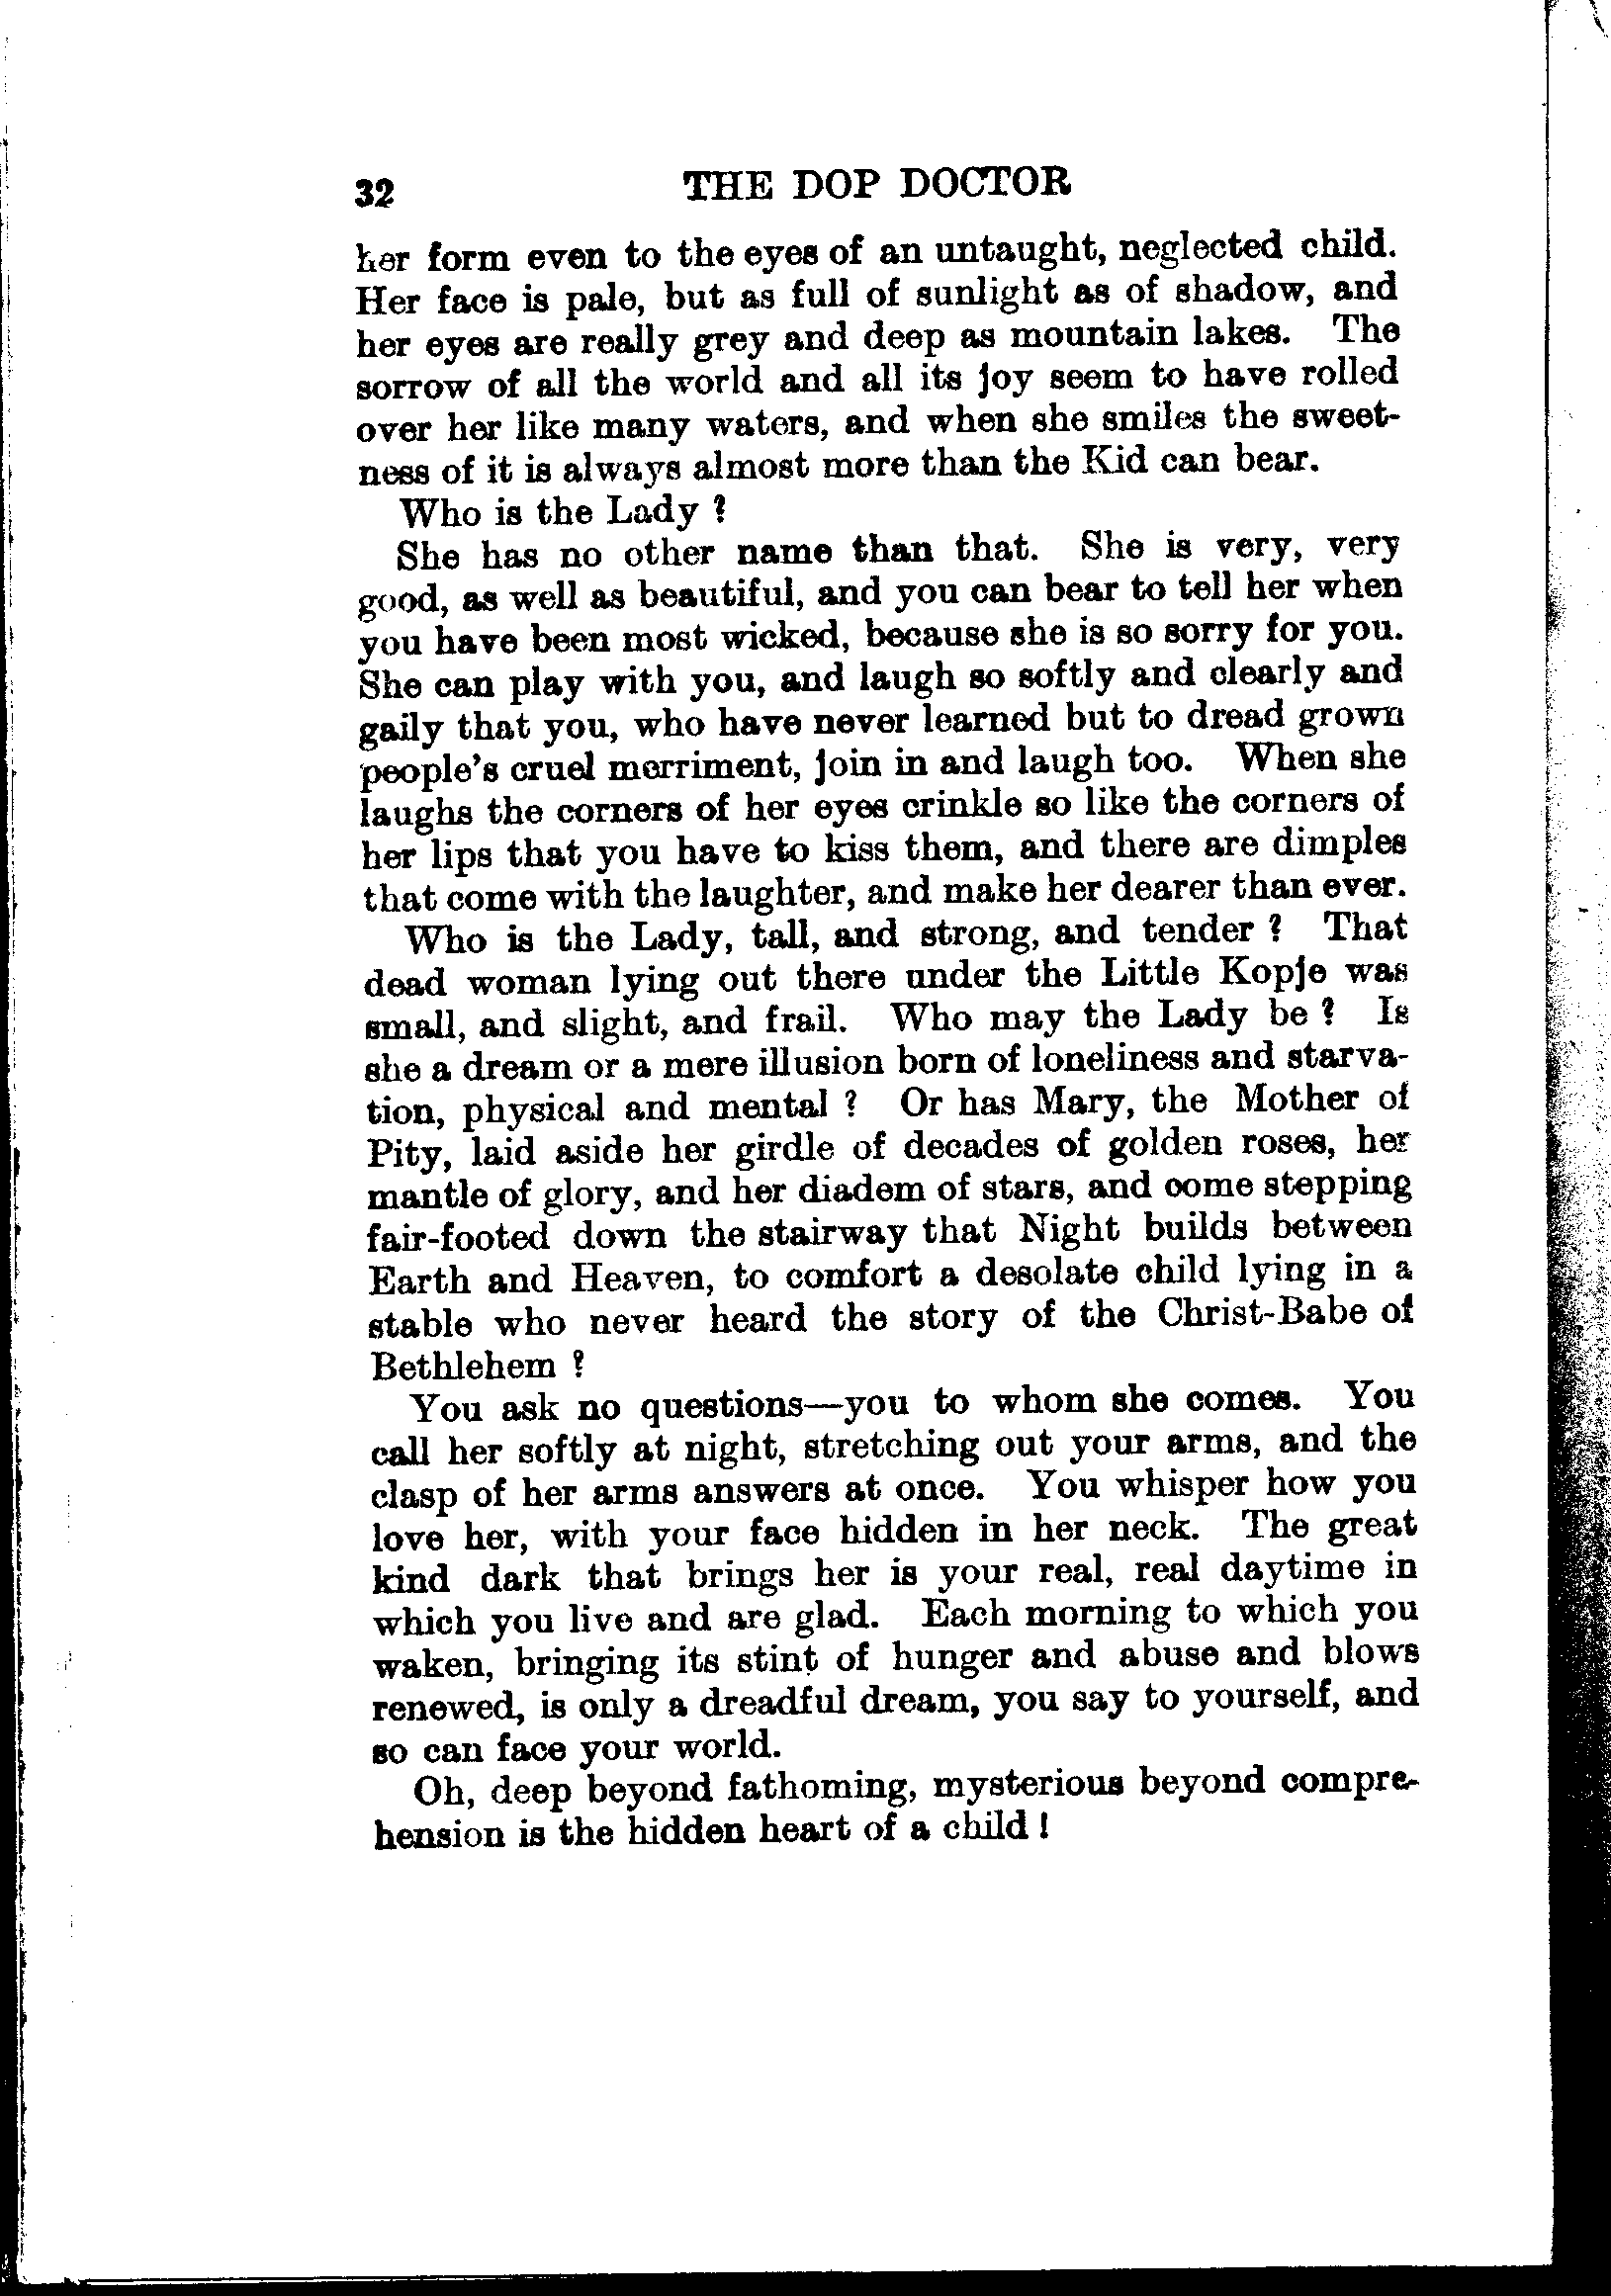 32 THE DOP DOCTOR
her form even to the eyes of an untaught, neglected child.
Her face is pale, but as full of sunlight as of shadow, and
her eyes are really grey and deep as mountain lakes. The
sorrow of all the world and all its joy seem to have rolled
over her like many waters, and when she smiles the sweet-
ness of it is always almost more than the Kid can bear.
Who is the Lady ?
She has no other name than that. She is very, very
good, as well as beautiful, and you can bear to tell her when
you have been most wicked, because she is so sorry for you.
She can play with you, and laugh so softly and clearly and
gaily that you, who have never learned but to dread grown
people's cruel merriment, join in and laugh too. When she
laughs the corners of her eyes crinkle so like the corners of
her lips that you have to kiss them, and there are dimples
that come with the laughter, and make her dearer than ever.
Who is the Lady, tall, and strong, and tender ? That
dead woman lying out there under the Little Kopje was
small, and slight, and frail. Who may the Lady be ? Is
she a dream or a mere illusion born of loneliness and starva-
tion, physical and mental ? Or has Mary, the Mother of
Pity, laid aside her girdle of decades of golden roses, her
mantle of glory, and her diadem of stars, and come stepping
fair-footed down the stairway that Night builds between
Earth and Heaven, to comfort a desolate child lying in a
stable who never heard the story of the Christ-Babe of
Bethlehem ?
You ask no questions—you to whom she comes. You
call her softly at night, stretching out your arms, and the
clasp of her arms answers at once. You whisper how you
love her, with your face hidden in her neck. The great
kind dark that brings her is your real, real daytime in
which you live and are glad. Each morning to which you
waken, bringing its stint of hunger and abuse and blows
renewed, is only a dreadful dream, you say to yourself, and
so can face your world.
Oh, deep beyond fathoming, mysterious beyond compre-
hension is the hidden heart of a child !